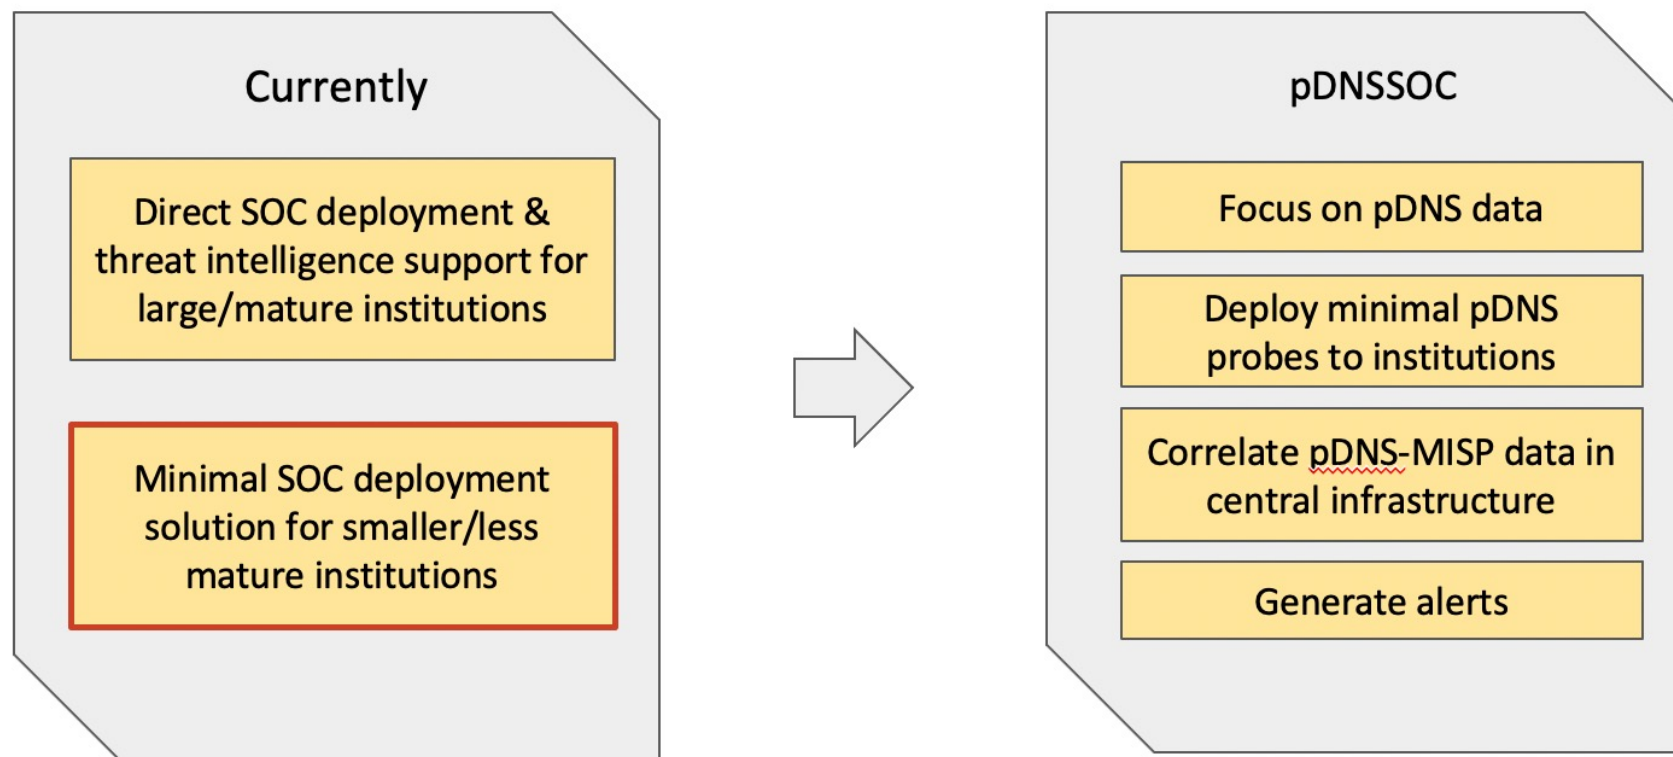 Currently
Direct SOC deployment &
threat intelligence support for
large/mature institutions
Minimal SOC deployment
solution for smaller/less
mature institutions
pDNSSOC
Focus on pDNS data
Deploy minimal pDNS
probes to institutions
Correlate pDNS-MISP data in
central infrastructure
Generate alerts